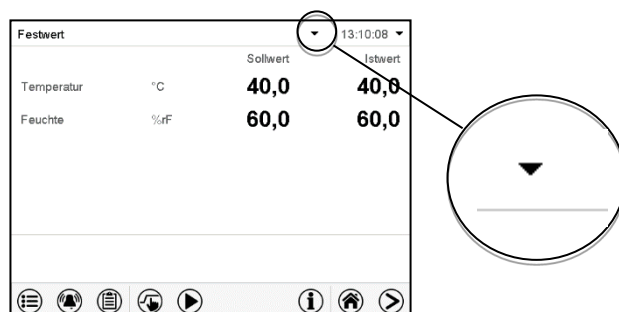 Festwert 13:10:08
Sollwert Istwert
Temperatur °C 40,0 40,0
Feuchte %rF 60,0 60,0